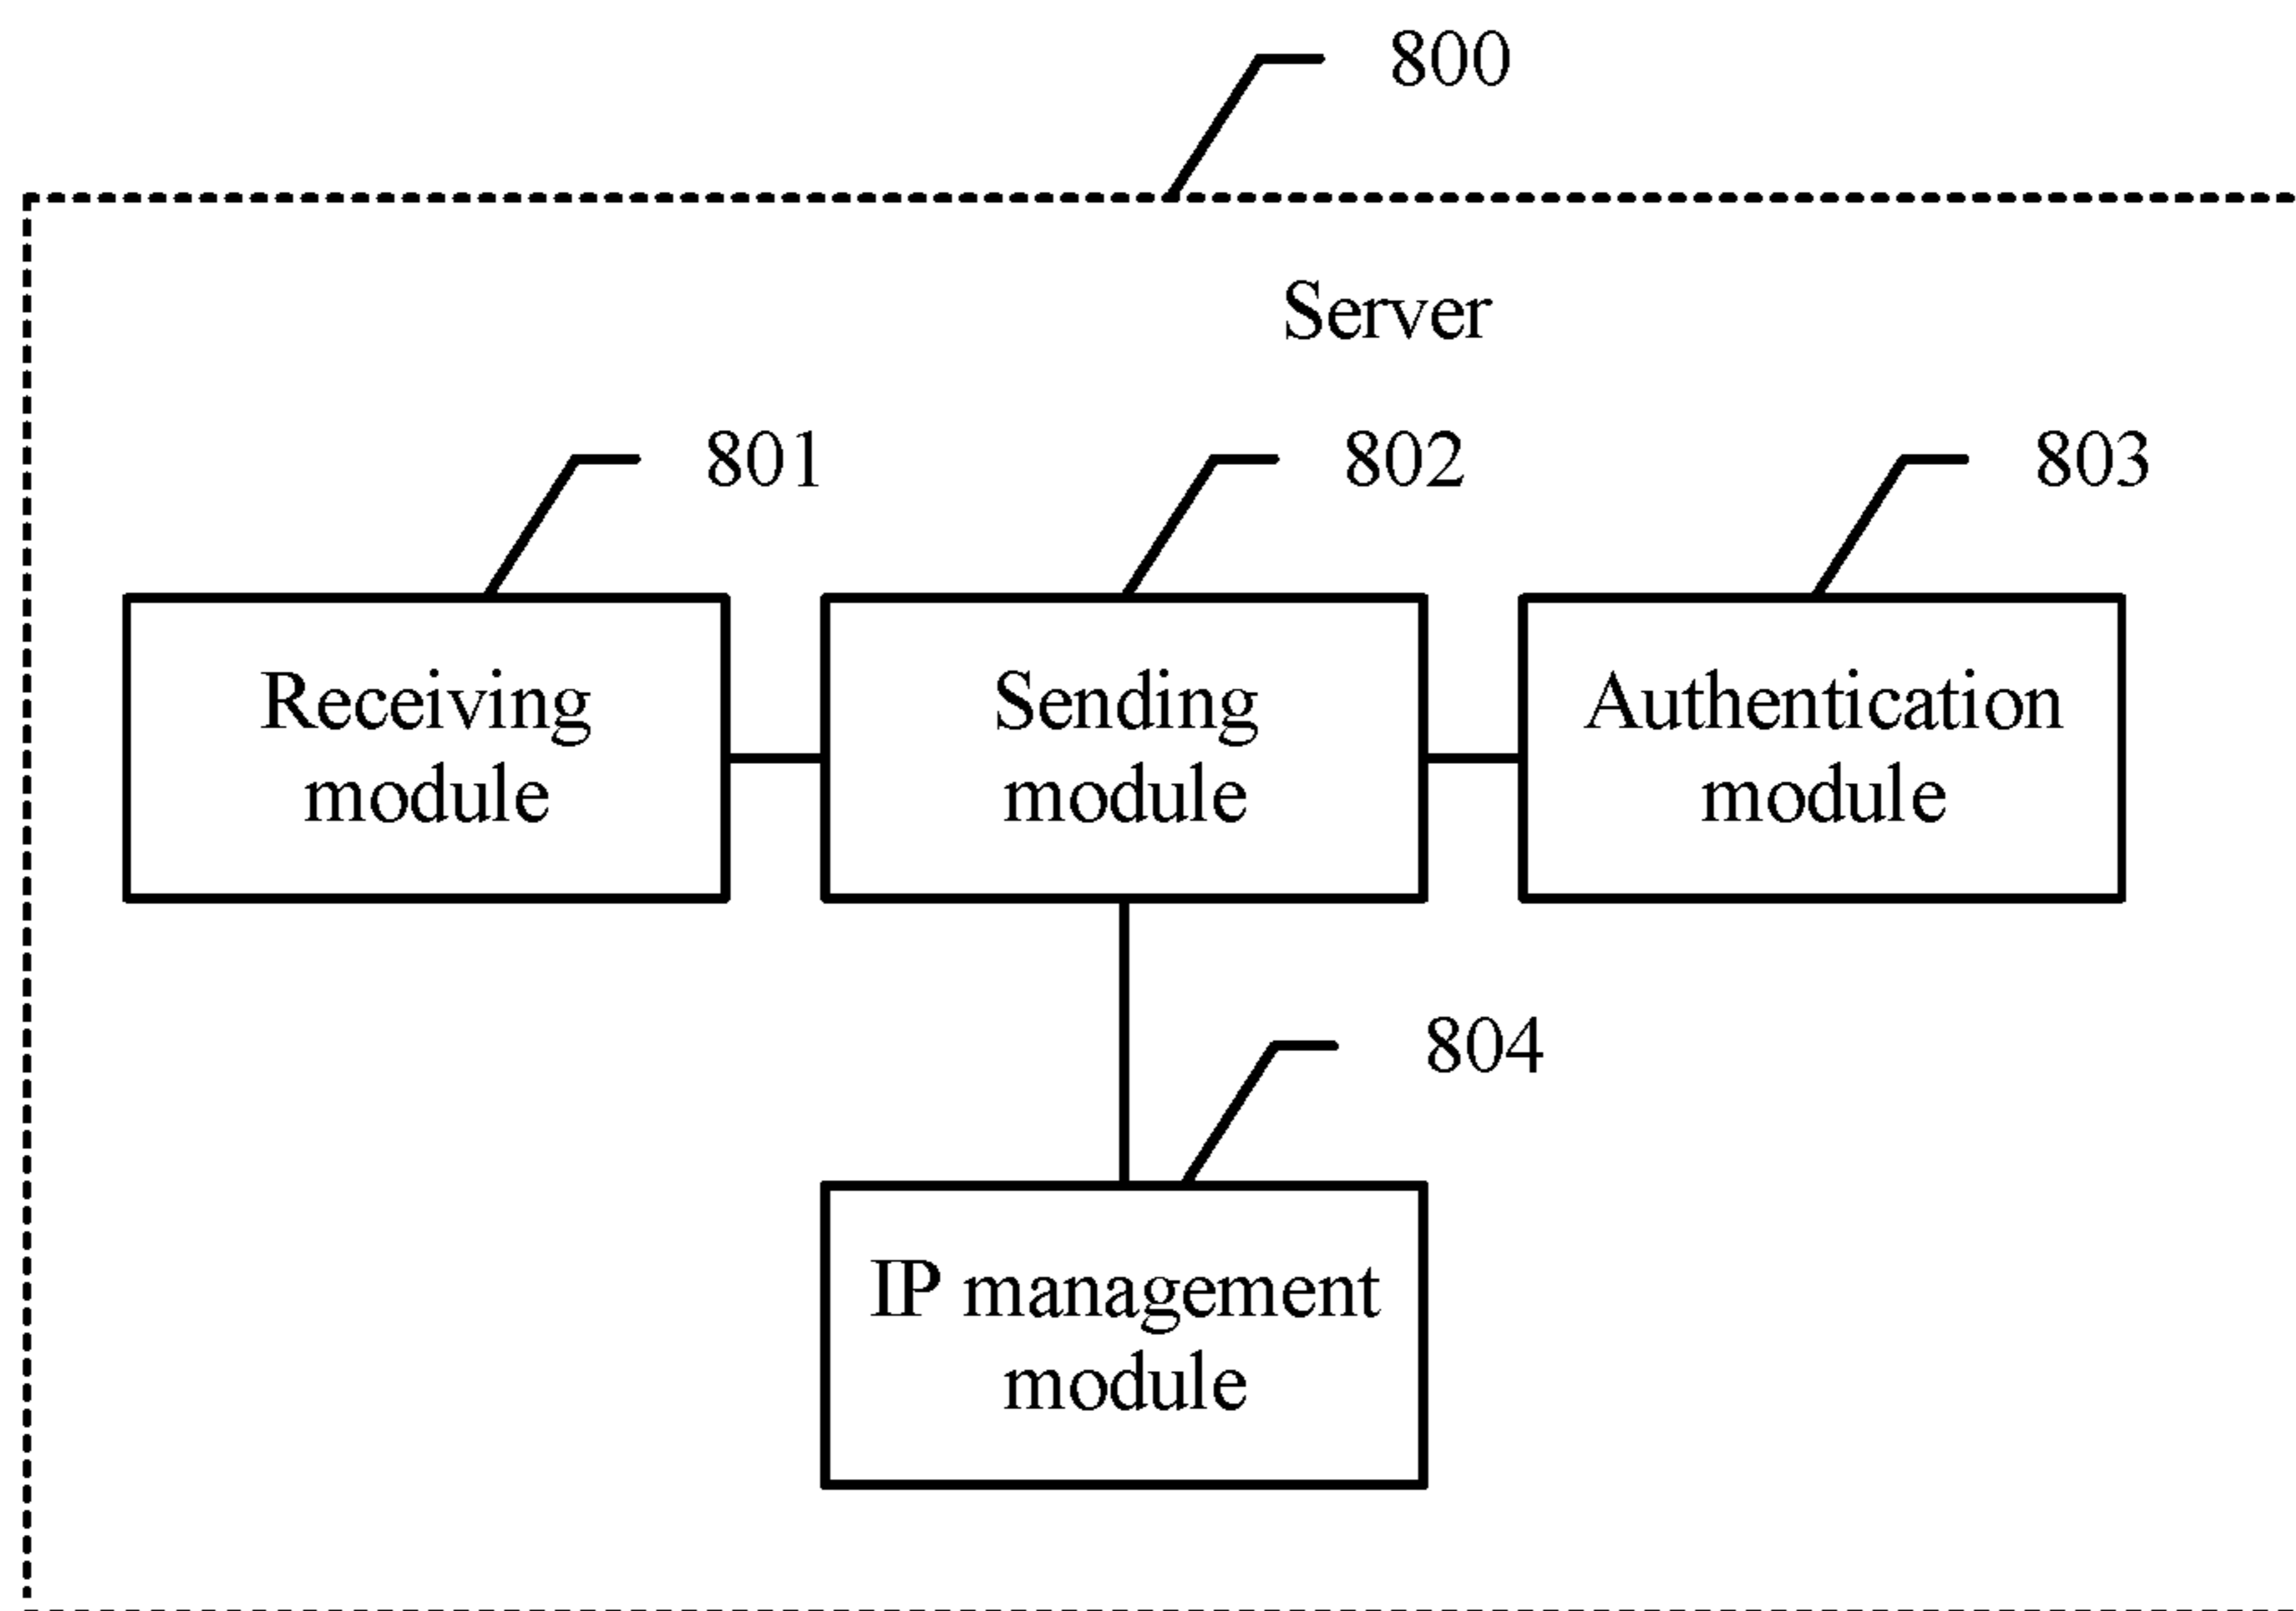 800
Server
801
802
803
Receiving
module
Sending
module
Authentication
module
804
IP management
module